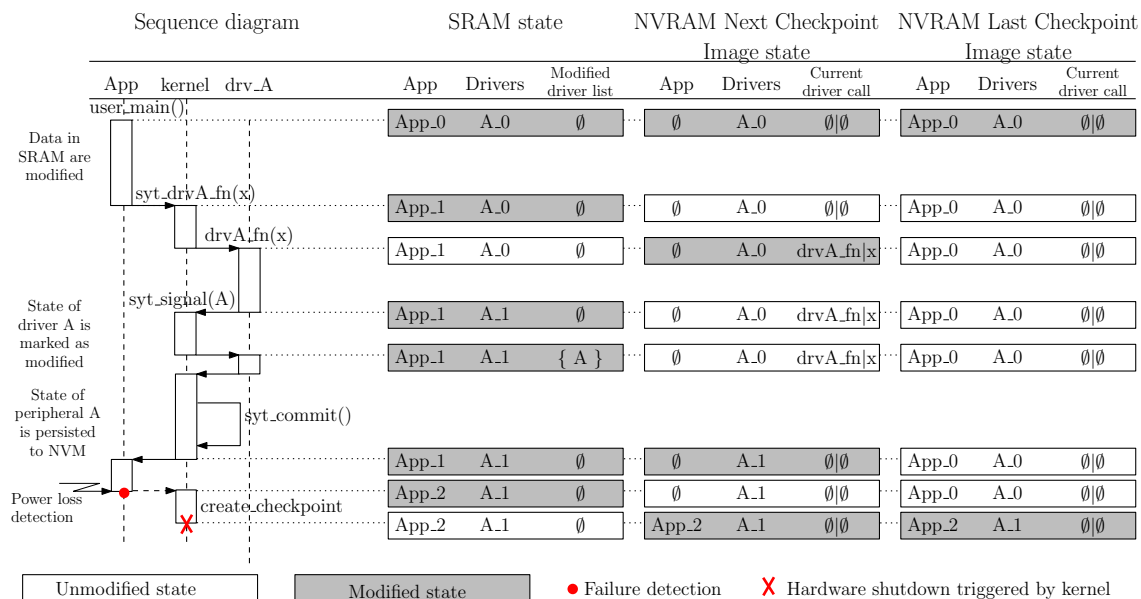 Sequence diagram SRAM state NVRAM Next Checkpoint NVRAM Last Checkpoint
Image state Image state
App kernel drv_A App Drivers Modified driver list App Drivers Current driver call App Drivers Current driver call
user_main()
App_0 A_0 ∅ ∅ A_0 ∅|∅ App_0 A_0 ∅|∅
Data in
SRAM are
modified
syt_drvA_fn(x)
App_1 A_0 ∅ ∅ A_0 ∅|∅ App_0 A_0 ∅|∅
drvA_fn(x)
App_1 A_0 ∅ ∅ A_0 drvA_fn|x App_0 A_0 ∅|∅
syt_signal(A)
State of
driver A is
marked as
modified
App_1 A_1 ∅ ∅ A_0 drvA_fn|x App_0 A_0 ∅|∅
App_1 A_1 { A } ∅ A_0 drvA_fn|x App_0 A_0 ∅|∅
State of
peripheral A
is persisted
to NVM
syt_commit()
App_1 A_1 ∅ ∅ A_1 ∅|∅ App_0 A_0 ∅|∅
Power loss
detection
App_2 A_1 ∅ ∅ A_1 ∅|∅ App_0 A_0 ∅|∅
create_checkpoint
App_2 A_1 ∅ App_2 A_1 ∅|∅ App_2 A_1 ∅|∅
Unmodified state Modified state Failure detection Hardware shutdown triggered by kernel